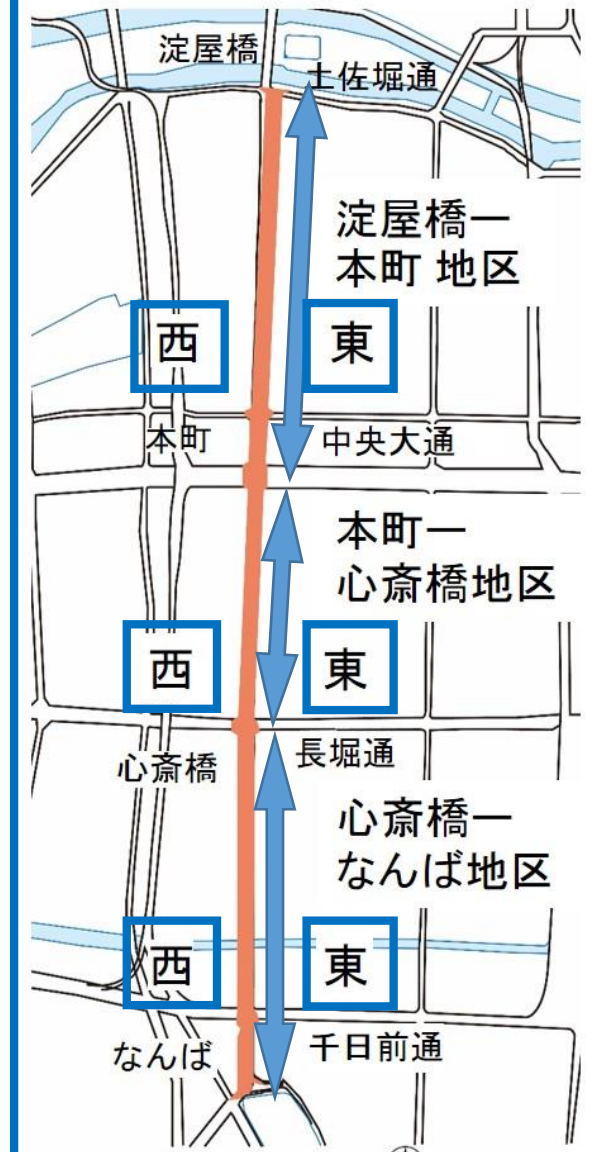 淀屋橋
土佐堀通
淀屋橋ー
本町 地区
西
東
本町
中央大通
本町ー
心斎橋地区
西
東
心斎橋
長堀通
心斎橋ー
なんば地区
西
東
なんば
千日前通